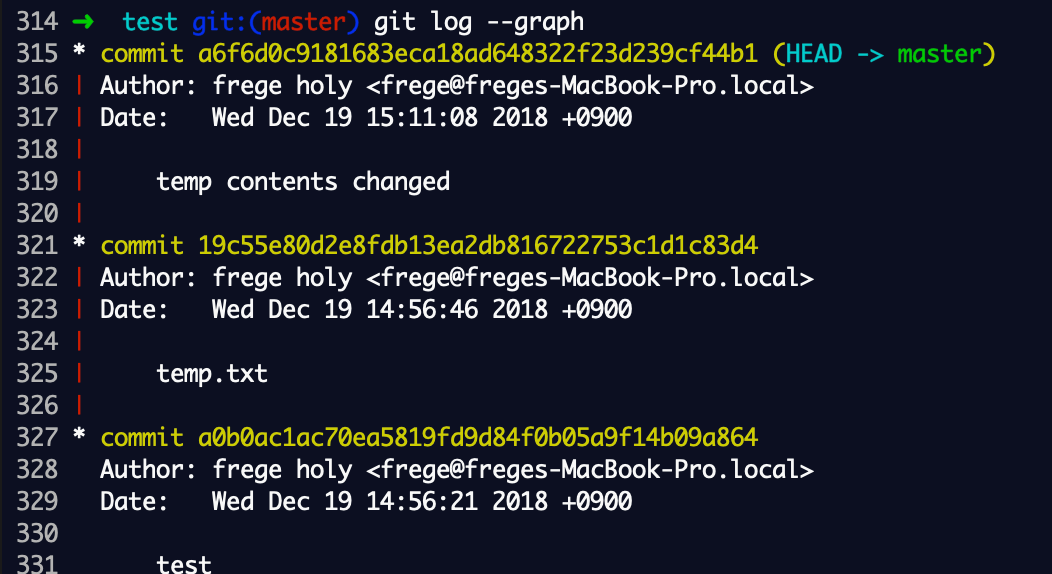 314 ➜  test git:(master) git log --graph
315 * commit a6f6d0c9181683eca18ad648322f23d239cf44b1 (HEAD -> master)
316 | Author: frege holy <frege@freges-MacBook-Pro.local>
317 | Date:   Wed Dec 19 15:11:08 2018 +0900
318 |
319 |     temp contents changed
320 |
321 * commit 19c55e80d2e8fdb13ea2db816722753c1d1c83d4
322 | Author: frege holy <frege@freges-MacBook-Pro.local>
323 | Date:   Wed Dec 19 14:56:46 2018 +0900
324 |
325 |     temp.txt
326 |
327 * commit a0b0ac1ac70ea5819fd9d84f0b05a9f14b09a864
328   Author: frege holy <frege@freges-MacBook-Pro.local>
329   Date:   Wed Dec 19 14:56:21 2018 +0900
330
331       test